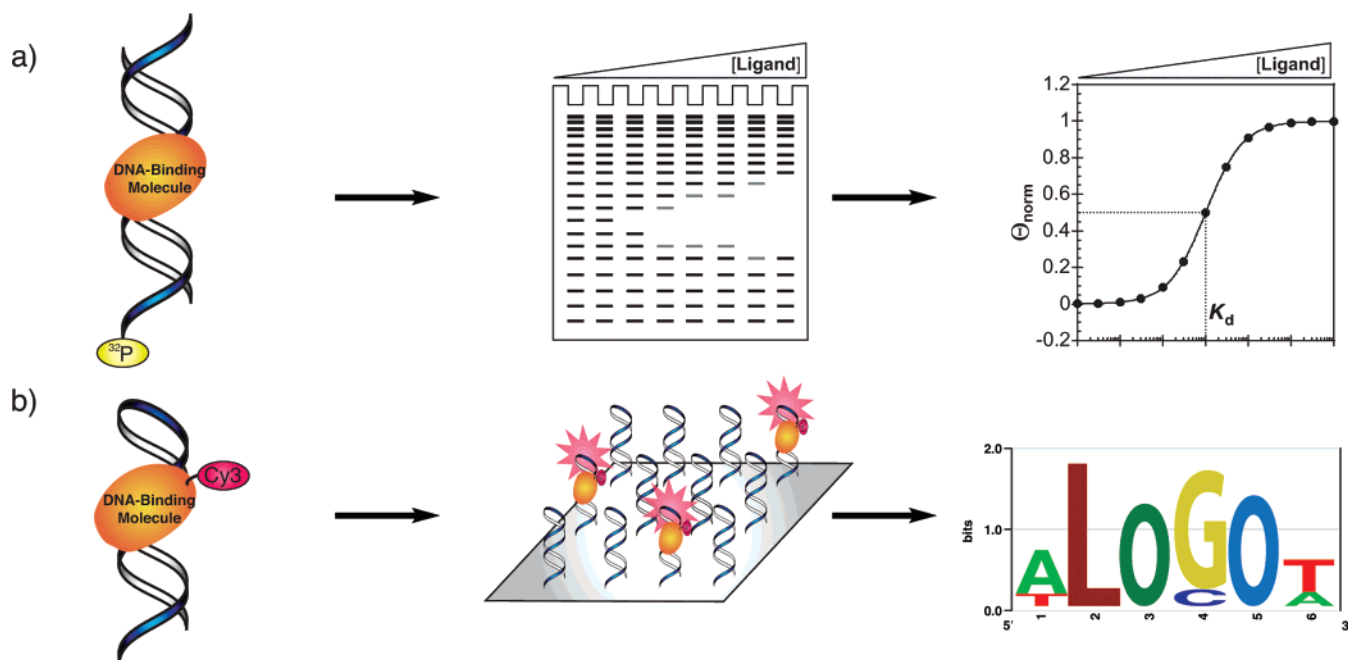 a)
DNA-Binding
Molecule
32P
[Ligand]
[Ligand]
1.2
1
0.8
0.6
0.4
0.2
0
-0.2
Θnorm
Kd
b)
Cy3
DNA-Binding
Molecule
2.0
1.0
0.0
bits
A
T
L
O
G
C
O
T
A
5' 1 2 3 4 5 6 3